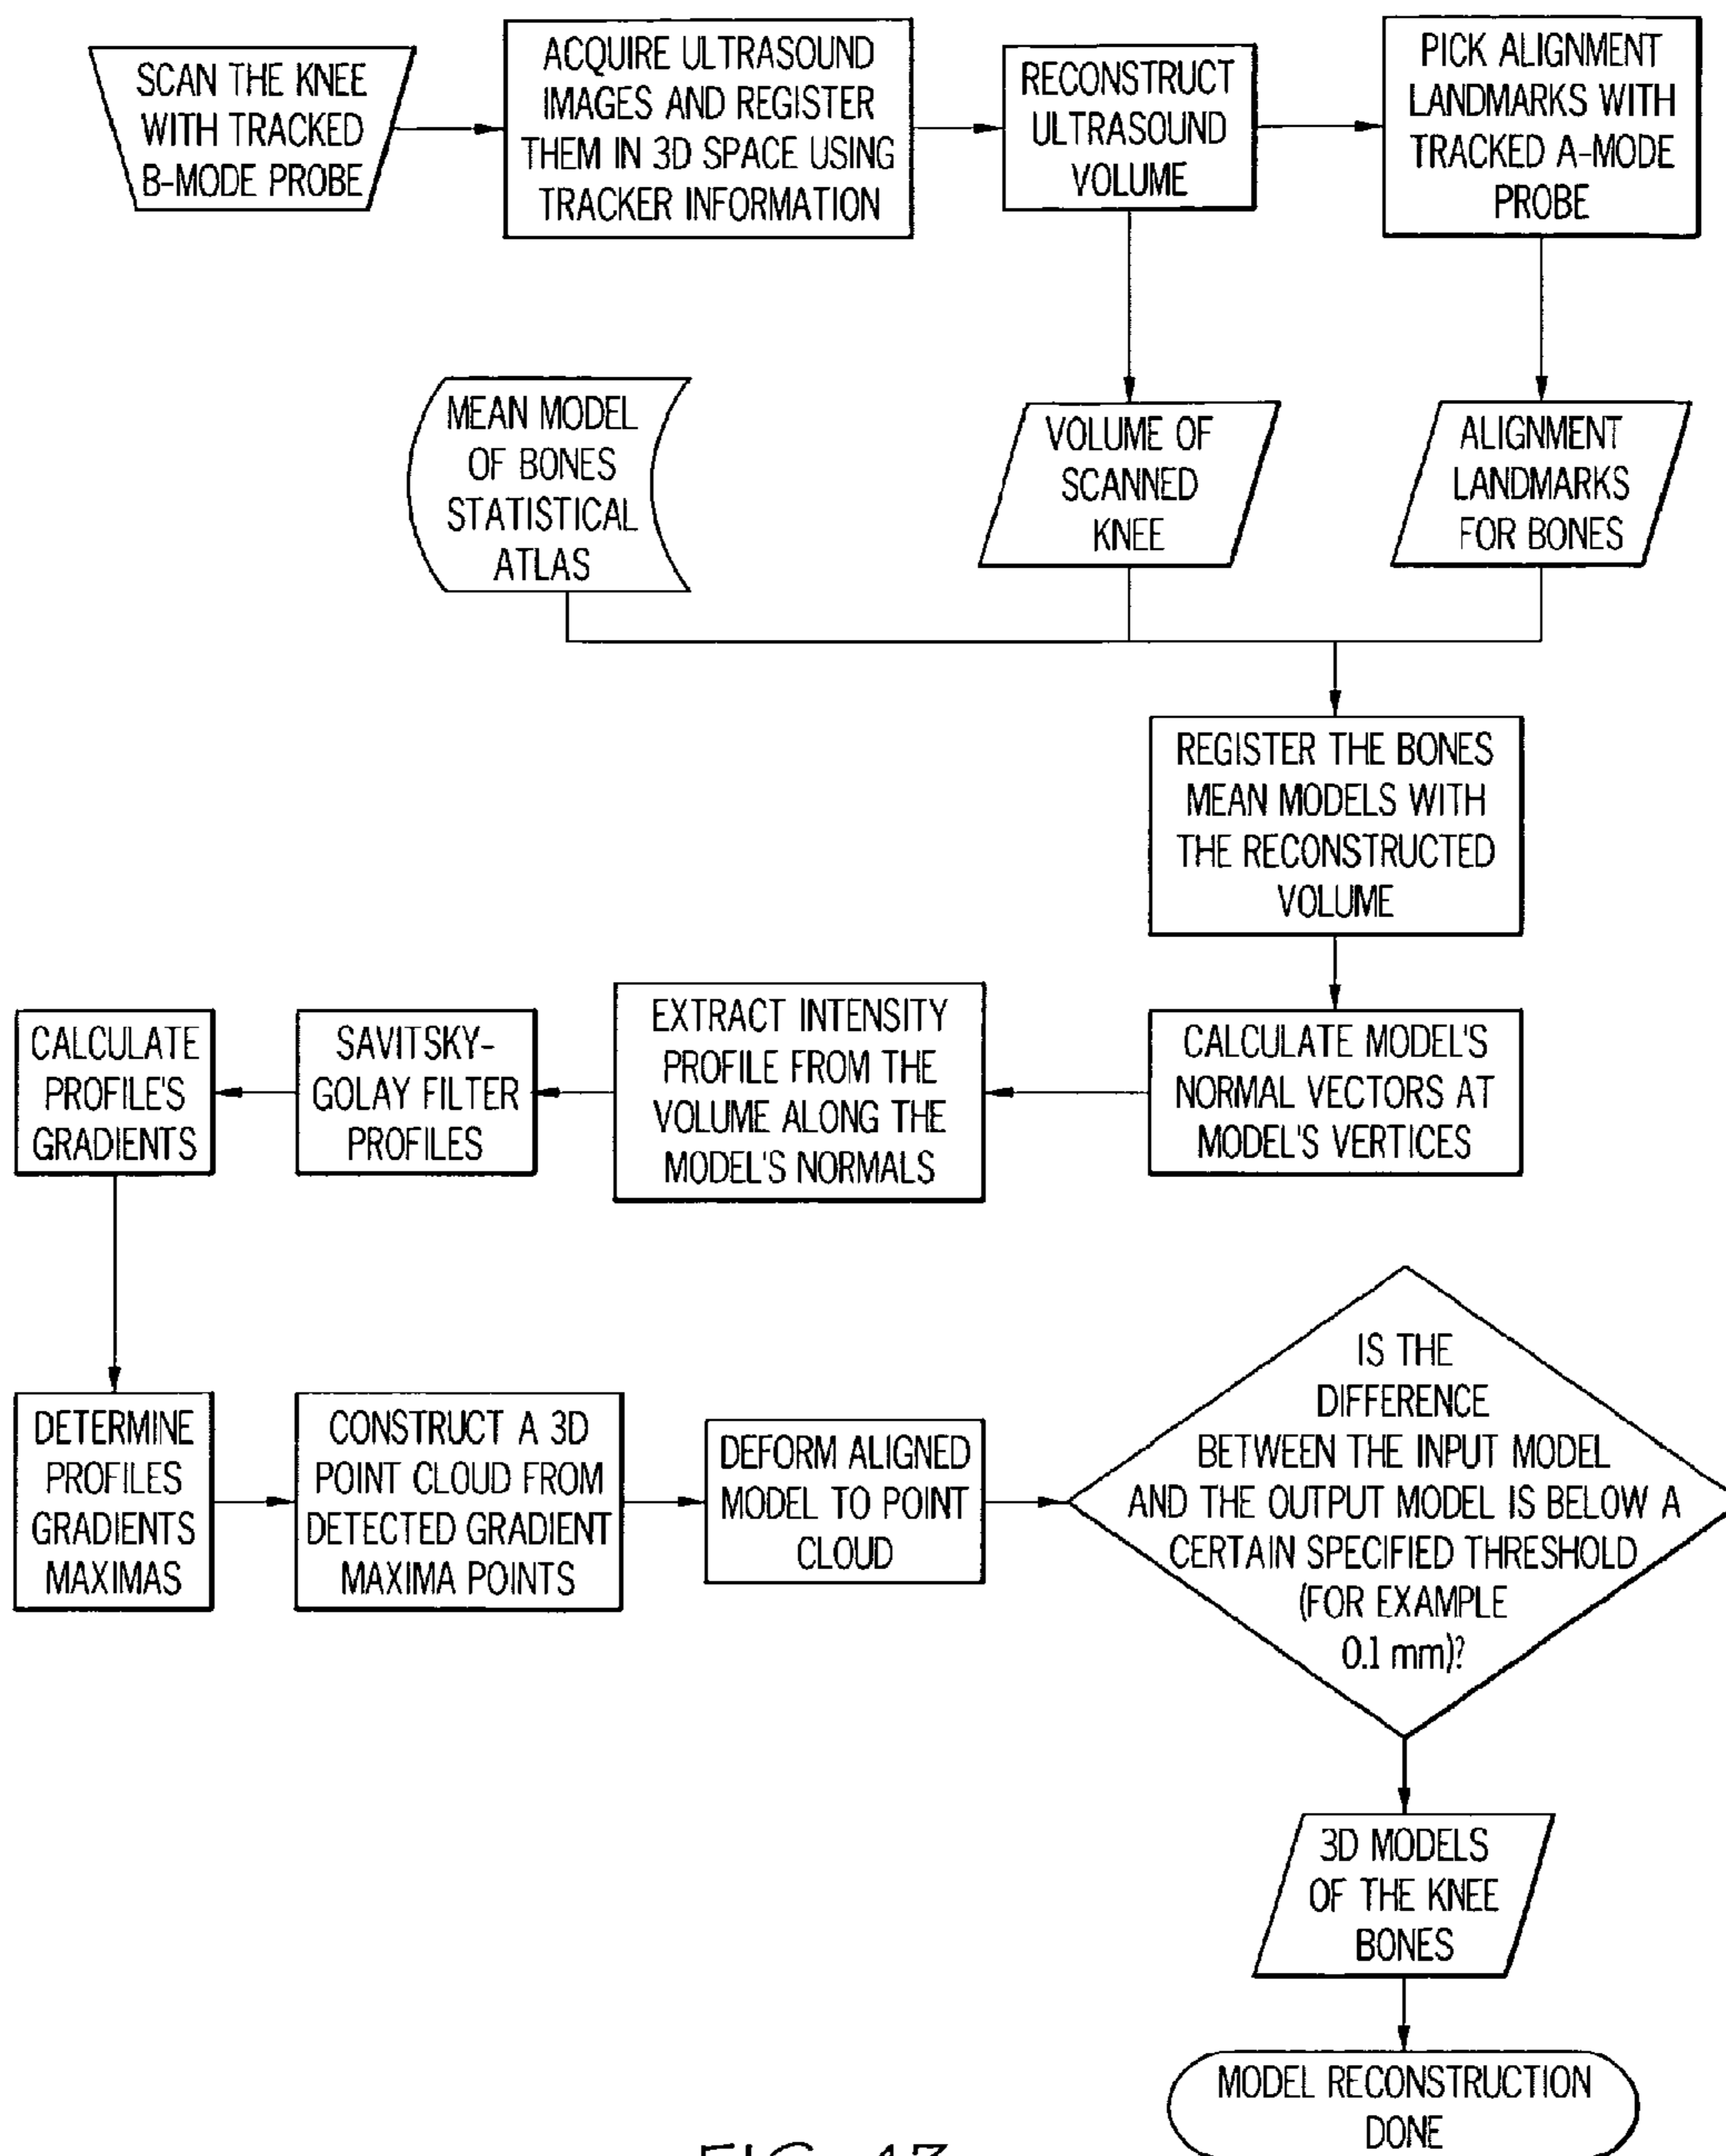 SCAN THE KNEE
WITH TRACKED
B-MODE PROBE
ACQUIRE ULTRASOUND
IMAGES AND REGISTER
THEM IN 3D SPACE USING
TRACKER INFORMATION
RECONSTRUCT
ULTRASOUND
VOLUME
PICK ALIGNMENT
LANDMARKS WITH
TRACKED A-MODE
PROBE
MEAN MODEL
OF BONES
STATISTICAL
ATLAS
VOLUME OF
SCANNED
KNEE
ALIGNMENT
LANDMARKS
FOR BONES
REGISTER THE BONES
MEAN MODELS WITH
THE RECONSTRUCTED
VOLUME
CALCULATE MODEL'S
NORMAL VECTORS AT
MODEL'S VERTICES
EXTRACT INTENSITY
PROFILE FROM THE
VOLUME ALONG THE
MODEL'S NORMALS
SAVITSKY-
GOLAY FILTER
PROFILES
CALCULATE
PROFILE'S
GRADIENTS
DETERMINE
PROFILES
GRADIENTS
MAXIMAS
CONSTRUCT A 3D
POINT CLOUD FROM
DETECTED GRADIENT
MAXIMA POINTS
DEFORM ALIGNED
MODEL TO POINT
CLOUD
IS THE
DIFFERENCE
BETWEEN THE INPUT MODEL
AND THE OUTPUT MODEL IS BELOW A
CERTAIN SPECIFIED THRESHOLD
(FOR EXAMPLE
0.1 mm)?
3D MODELS
OF THE KNEE
BONES
MODEL RECONSTRUCTION
DONE